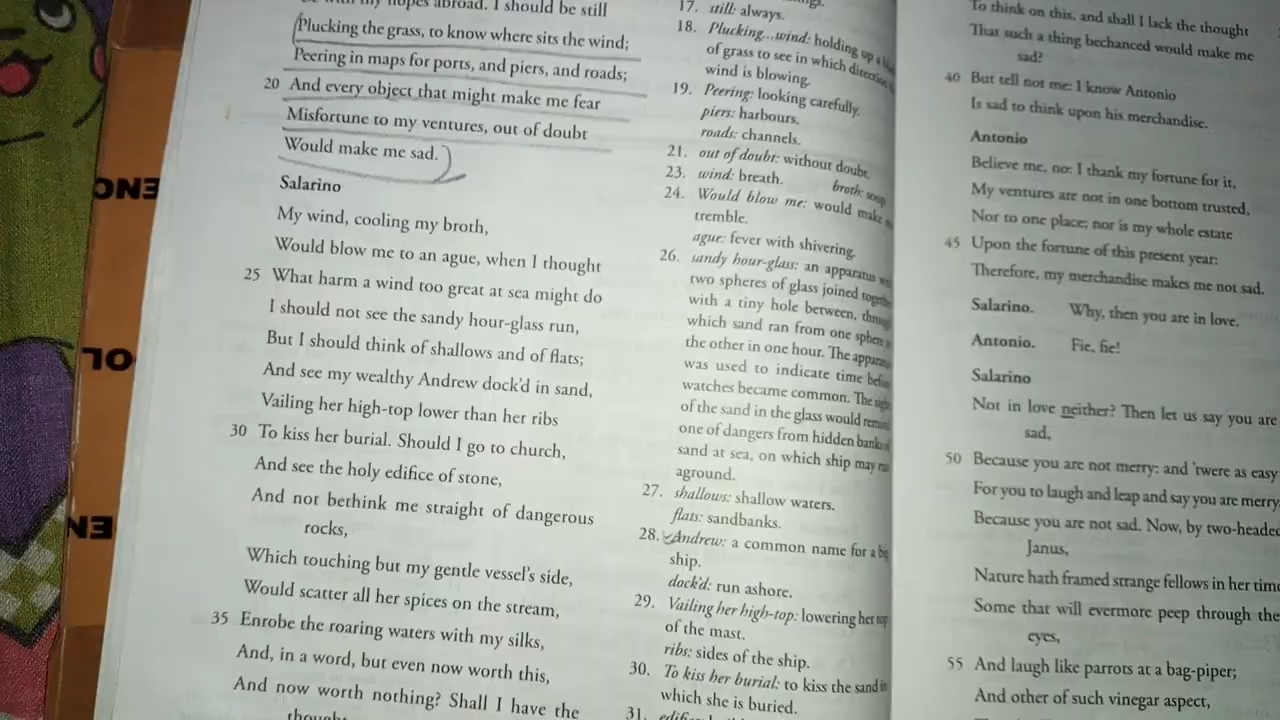 hopes abroad. I should be still
Plucking the grass, to know where sits the wind;
Peering in maps for ports, and piers, and roads;
20 And every object that might make me fear
Misfortune to my ventures, out of doubt
Would make me sad.
Salarino
My wind, cooling my broth,
Would blow me to an ague, when I thought
25 What harm a wind too great at sea might do
I should not see the sandy hour-glass run,
But I should think of shallows and of flats;
And see my wealthy Andrew dock'd in sand,
Vailing her high-top lower than her ribs
30 To kiss her burial. Should I go to church,
And see the holy edifice of stone,
And not bethink me straight of dangerous
rocks,
Which touching but my gentle vessel's side,
Would scatter all her spices on the stream,
35 Enrobe the roaring waters with my silks,
And, in a word, but even now worth this,
And now worth nothing? Shall I have the
17. still: always.
18. Plucking...wind: holding up a
of grass to see in which direction
wind is blowing.
19. Peering: looking carefully.
piers: harbours.
roads: channels.
21. out of doubt: without doubt.
23. wind: breath. broth: soup
24. Would blow me: would make
tremble.
ague: fever with shivering.
26. sandy hour-glass: an apparatus
two spheres of glass joined
with a tiny hole between,
which sand ran from one sphere
the other in one hour. The
was used to indicate time
watches became common. The
of the sand in the glass would
one of dangers from hidden banks
sand at sea, on which ship may
aground.
27. shallows: shallow waters.
flats: sandbanks.
28. Andrew: a common name for a
ship.
dock'd: run ashore.
29. Vailing her high-top: lowering her top
of the mast.
ribs: sides of the ship.
30. To kiss her burial: to kiss the sand in
which she is buried.
31.
To think on this, and shall I lack the thought
That such a thing bechanced would make me
sad?
40 But tell not me: I know Antonio
Is sad to think upon his merchandise.
Antonio
Believe me, no: I thank my fortune for it,
My ventures are not in one bottom trusted,
Nor to one place; nor is my whole estate
45 Upon the fortune of this present year:
Therefore, my merchandise makes me not sad.
Salarino. Why, then you are in love.
Antonio. Fie, fie!
Salarino
Not in love neither? Then let us say you are
sad,
50 Because you are not merry: and 'twere as easy
For you to laugh and leap and say you are merry
Because you are not sad. Now, by two-headed
Janus,
Nature hath framed strange fellows in her time
Some that will evermore peep through the
eyes,
55 And laugh like parrots at a bag-piper;
And other of such vinegar aspect,
OL
EN